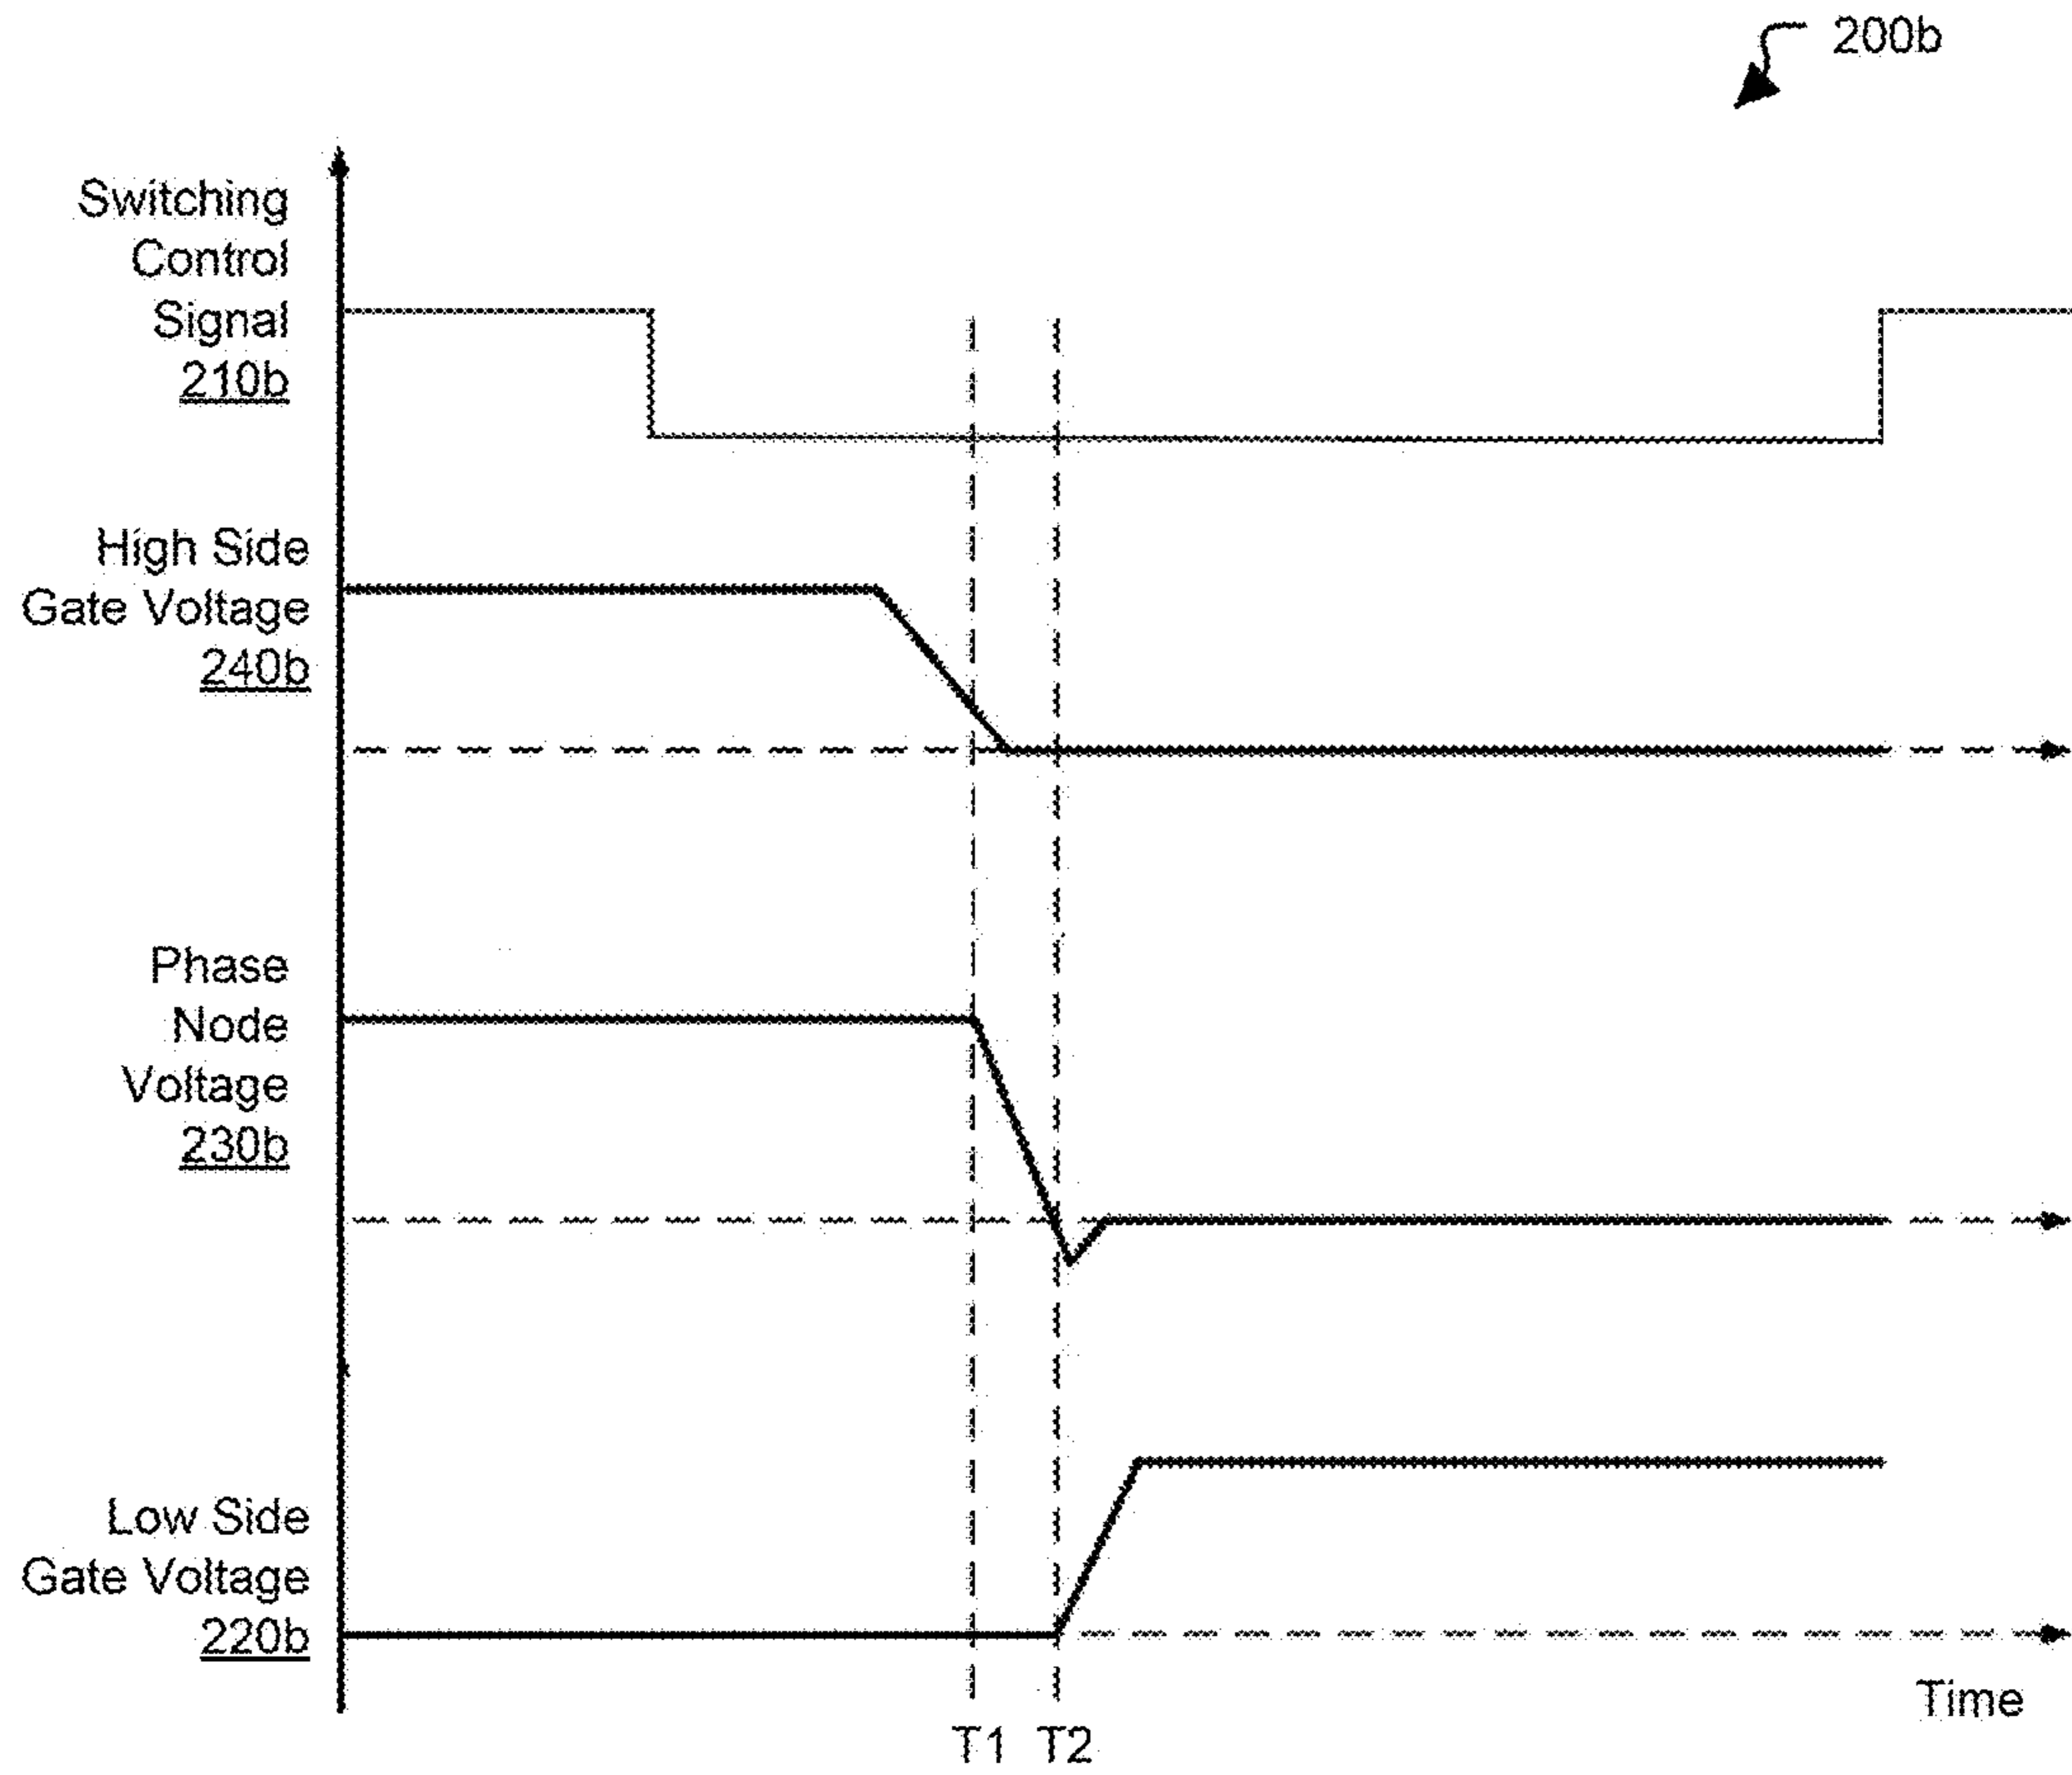 200b
Switching
Control
Signal
210b
High Side
Gate Voltage
240b
Phase
Node
Voltage
230b
Low Side
Gate Voltage
220b
Time
T1 T2